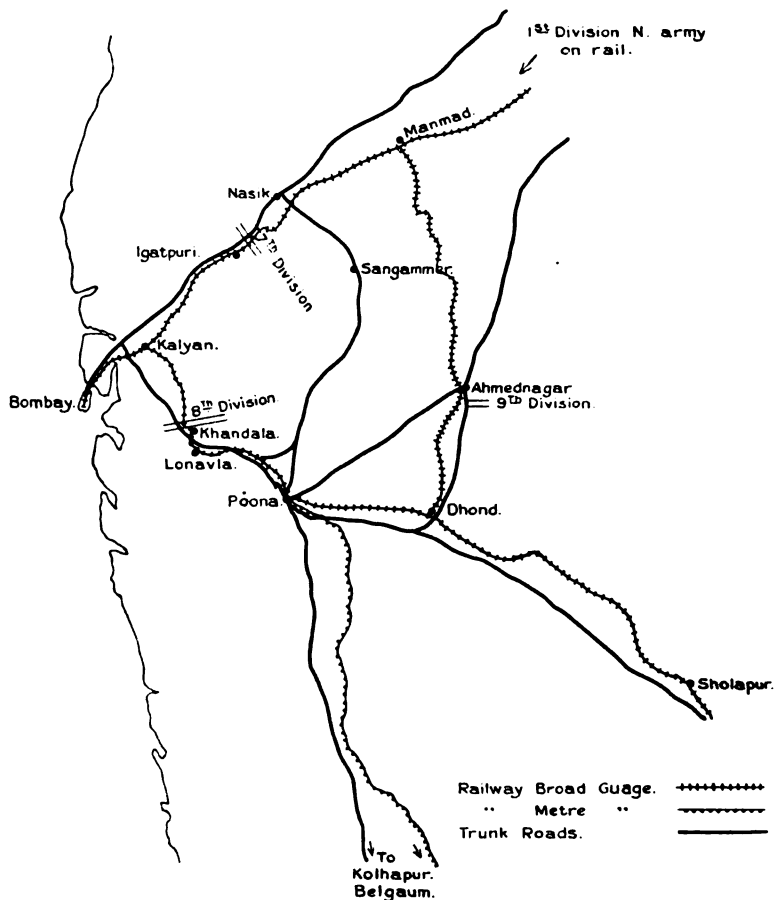 1st Division N. army
on rail.
Manmad.
Nasik
7TH Division
Igatpuri.
Sangammer.
Kalyan.
Bombay.
Ahmednagar
9TH Division.
8TH Division.
Khandala.
Lonavla.
Poona.
Dhond.
Sholapur.
Railway Broad Guage.
" Metre "
Trunk Roads.
To
Kolhapur.
Belgaum.